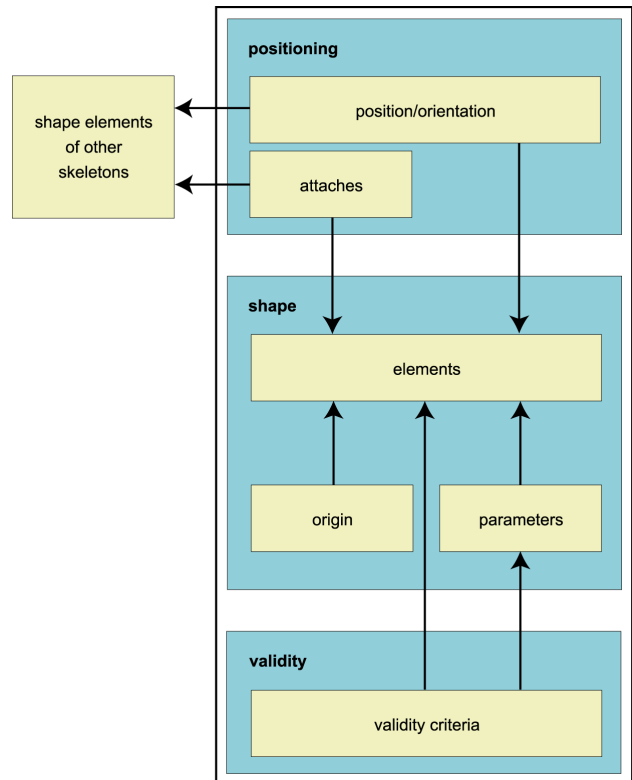 positioning
position/orientation
shape elements
of other
skeletons
attaches
shape
elements
origin
parameters
validity
validity criteria